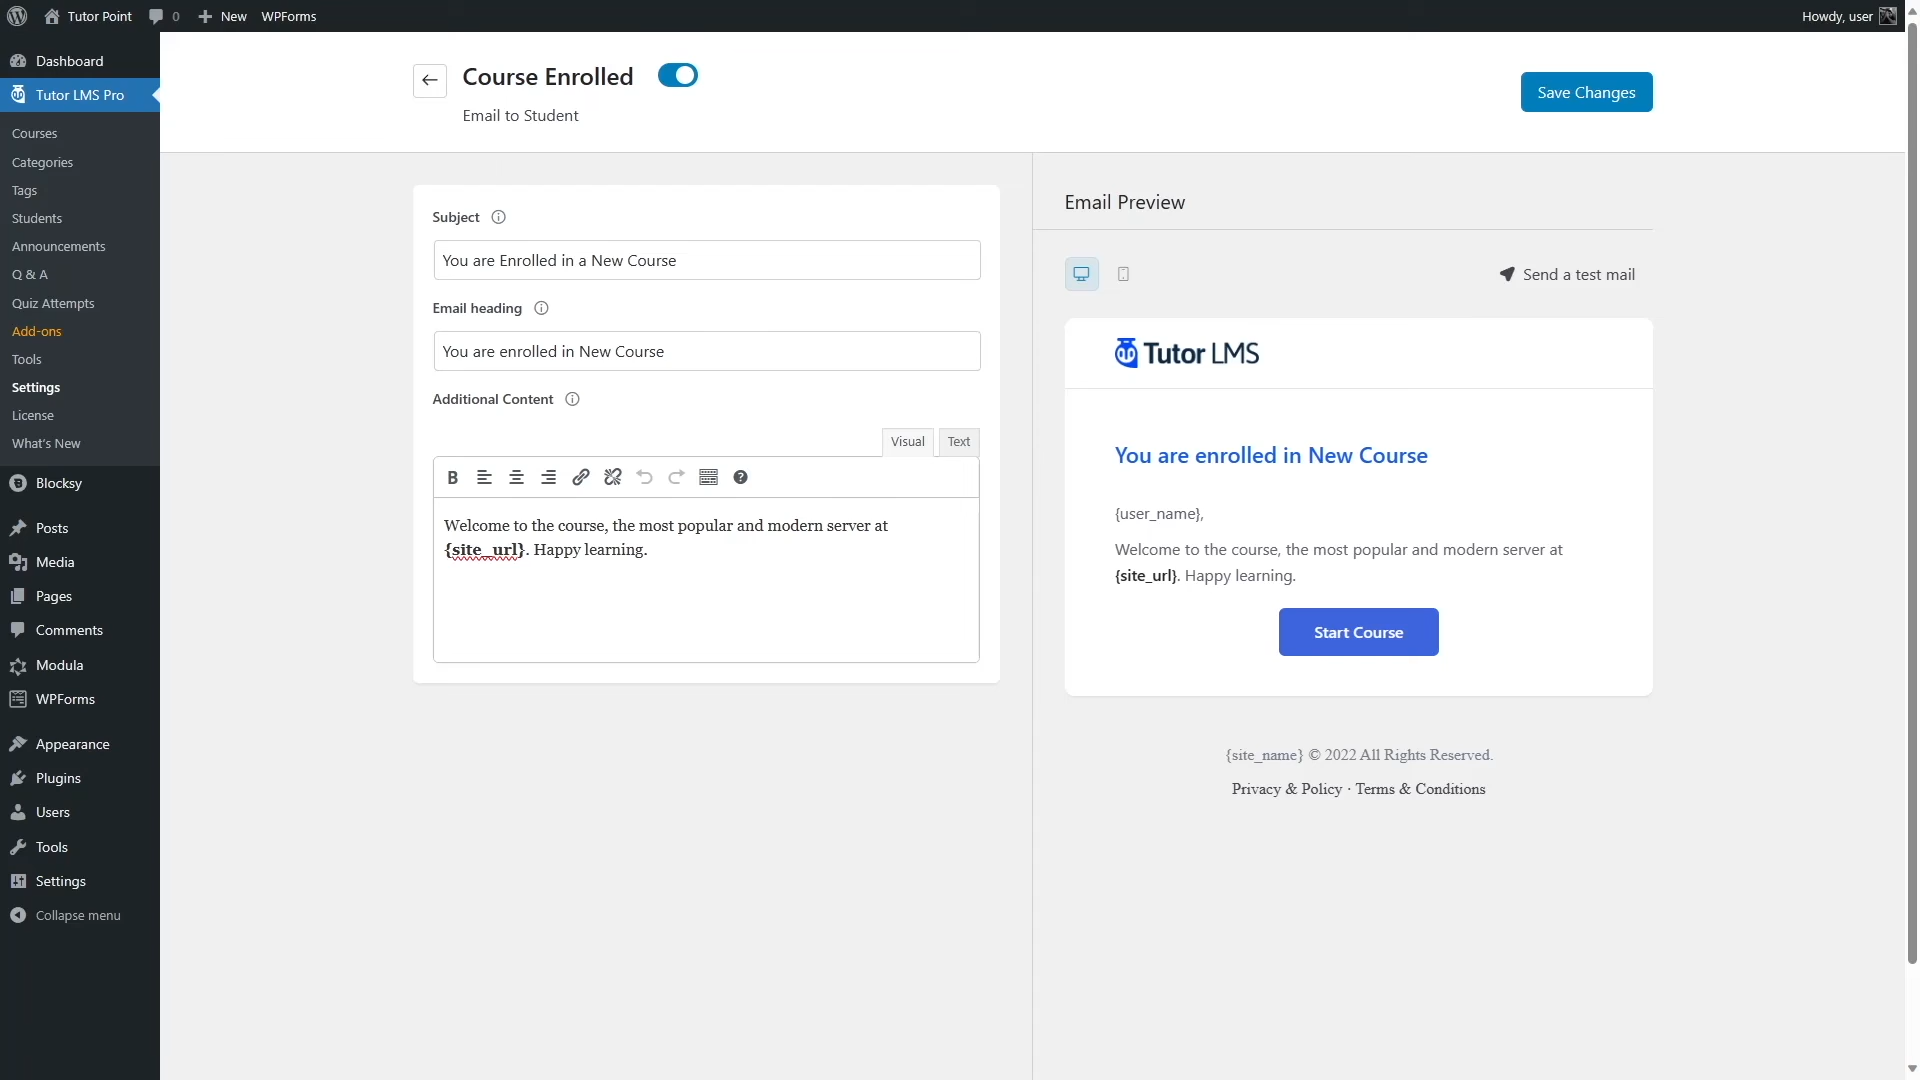 Tutor Point
0
New
WPForms
Howdy, user
Dashboard
Tutor LMS Pro
Courses
Categories
Tags
Students
Announcements
Q & A
Quiz Attempts
Add-ons
Tools
Settings
License
What's New
Blocksy
Posts
Media
Pages
Comments
Modula
WPForms
Appearance
Plugins
Users
Tools
Settings
Collapse menu
Course Enrolled
Email to Student
Save Changes
Subject
You are Enrolled in a New Course
Email heading
You are enrolled in New Course
Additional Content
Visual
Text
B
Welcome to the course, the most popular and modern server at
{site_url}. Happy learning.
Email Preview
Send a test mail
Tutor LMS
You are enrolled in New Course
{user_name},
Welcome to the course, the most popular and modern server at
{site_url}. Happy learning.
Start Course
{site_name} © 2022 All Rights Reserved.
Privacy & Policy · Terms & Conditions